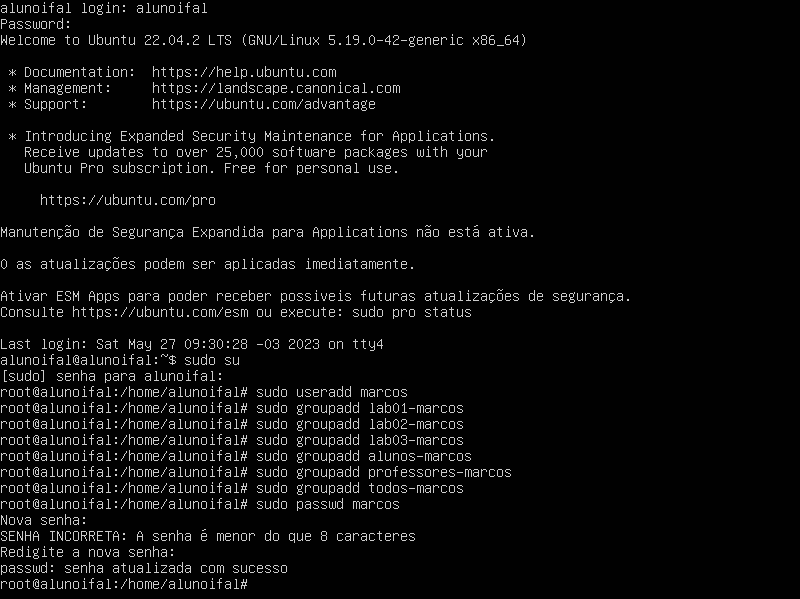 alunoifal login: alunoifal
Password:
Welcome to Ubuntu 22.04.2 LTS (GNU/Linux 5.19.0-42-generic x86_64)
* Documentation: https://help.ubuntu.com
* Management: https://landscape.canonical.com
* Support: https://ubuntu.com/advantage
* Introducing Expanded Security Maintenance for Applications.
Receive updates to over 25,000 software packages with your
Ubuntu Pro subscription. Free for personal use.
https://ubuntu.com/pro
Manutenção de Segurança Expandida para Applications não está ativa.
0 as atualizações podem ser aplicadas imediatamente.
Ativar ESM Apps para poder receber possiveis futuras atualizações de segurança.
Consulte https://ubuntu.com/esm ou execute: sudo pro status
Last login: Sat May 27 09:30:28 -03 2023 on tty4
alunoifal@alunoifal:~$ sudo su
[sudo] senha para alunoifal:
root@alunoifal:/home/alunoifal# sudo useradd marcos
root@alunoifal:/home/alunoifal# sudo groupadd lab01-marcos
root@alunoifal:/home/alunoifal# sudo groupadd lab02-marcos
root@alunoifal:/home/alunoifal# sudo groupadd lab03-marcos
root@alunoifal:/home/alunoifal# sudo groupadd alunos-marcos
root@alunoifal:/home/alunoifal# sudo groupadd professores-marcos
root@alunoifal:/home/alunoifal# sudo groupadd todos-marcos
root@alunoifal:/home/alunoifal# sudo passwd marcos
Nova senha:
SENHA INCORRETA: A senha é menor do que 8 caracteres
Redigite a nova senha:
passwd: senha atualizada com sucesso
root@alunoifal:/home/alunoifal#